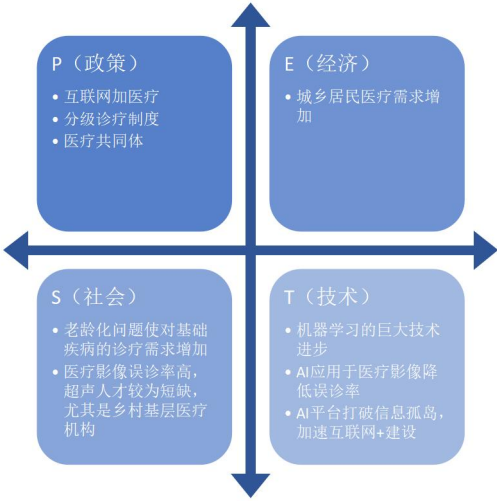 P（政策）
• 互联网加医疗
• 分级诊疗制度
• 医疗共同体
E（经济）
• 城乡居民医疗需求增
加
S（社会）
• 老龄化问题使对基础
疾病的诊疗需求增加
• 医疗影像误诊率高，
超声人才较为短缺，
尤其是乡村基层医疗
机构
T（技术）
• 机器学习的巨大技术
进步
• AI应用于医疗影像降
低误诊率
• AI平台打破信息孤岛，
加速互联网+建设